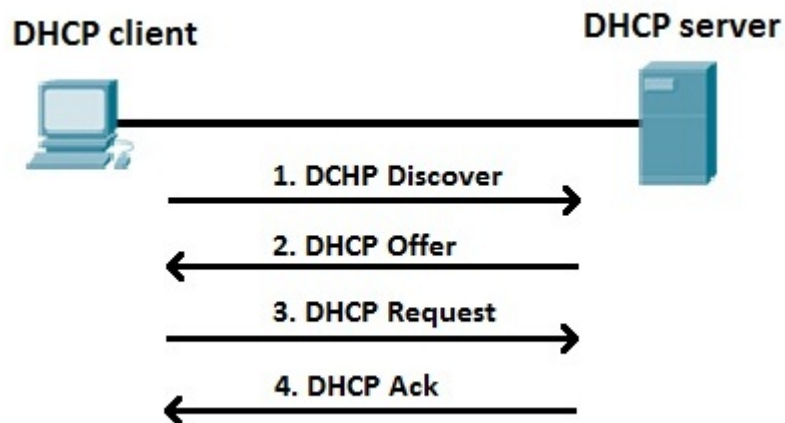 DHCP client
DHCP server
1. DCHP Discover
2. DHCP Offer
3. DHCP Request
4. DHCP Ack